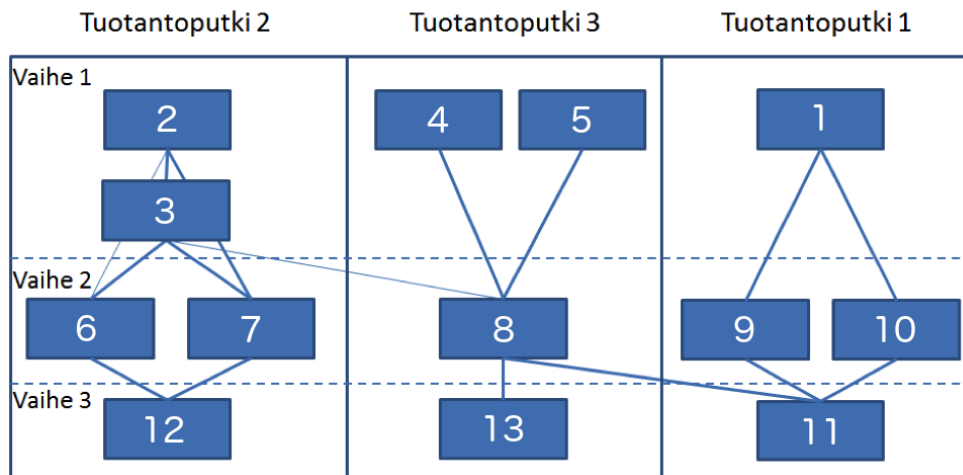 Tuotantoputki 2
Tuotantoputki 3
Tuotantoputki 1
Vaihe 1
2
4
5
1
3
Vaihe 2
6
7
8
9
10
Vaihe 3
12
13
11